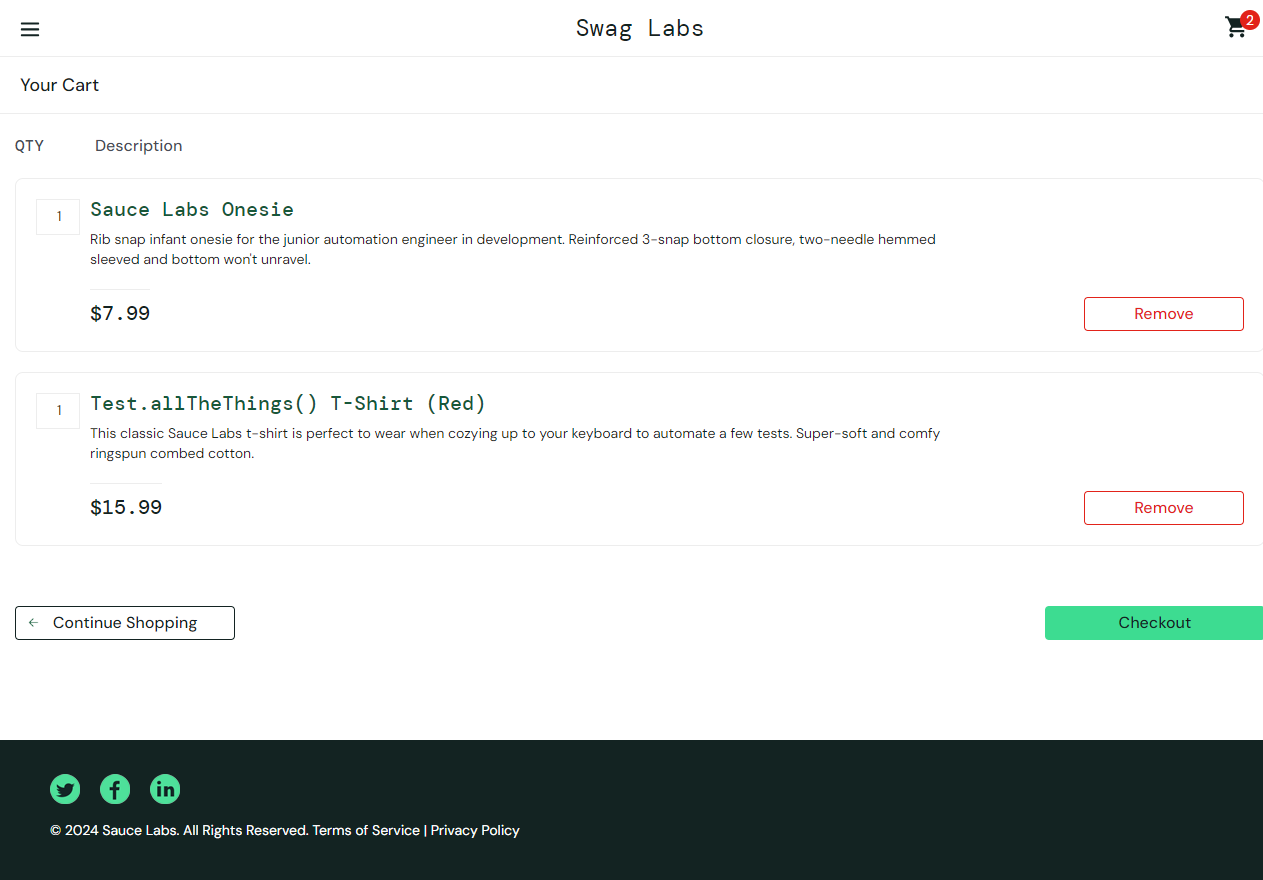 Swag Labs
2
Your Cart
QTY Description
1 Sauce Labs Onesie
Rib snap infant onesie for the junior automation engineer in development. Reinforced 3-snap bottom closure, two-needle hemmed
sleeved and bottom won't unravel.
$7.99
Remove
1 Test.allTheThings() T-Shirt (Red)
This classic Sauce Labs t-shirt is perfect to wear when cozying up to your keyboard to automate a few tests. Super-soft and comfy
ringspun combed cotton.
$15.99
Remove
Continue Shopping
Checkout
© 2024 Sauce Labs. All Rights Reserved. Terms of Service | Privacy Policy